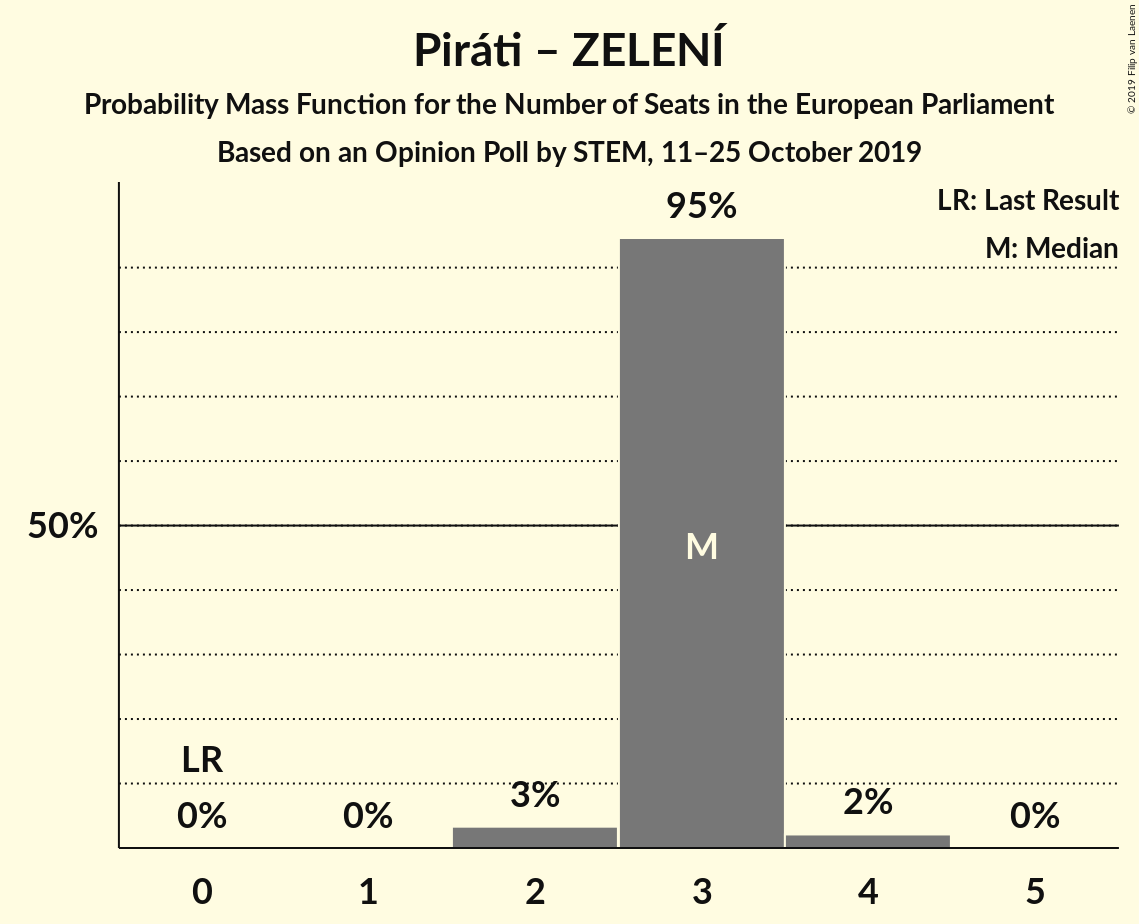 Piráti – ZELENÍ
Probability Mass Function for the Number of Seats in the European Parliament
Based on an Opinion Poll by STEM, 11–25 October 2019
© 2019 Filip van Laenen
LR: Last Result
M: Median
95%
50%
M
LR
0%
0%
3%
2%
0%
0
1
2
3
4
5